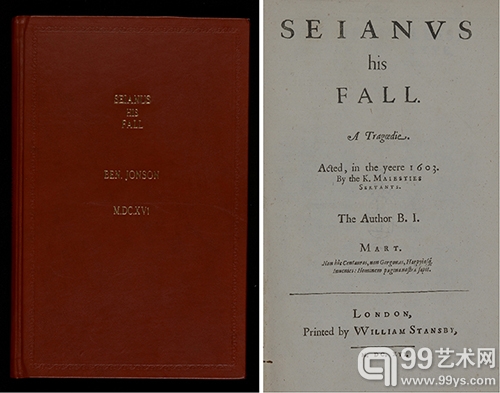 SEIANUS
HIS
FALL
BEN. JONSON
M.DC.XVI
SEIANVS
his
FALL.
A Tragœdie.
Acted, in the yeere 1603.
By the K. MAIESTIES
SERVANTS.
The Author B. I.
MART.
Non hîc Centauros, non Gorgonas, Harpyiasq́;
Inuenies: Hominem pagina nostra sapit.
LONDON,
Printed by WILLIAM STANSBY,
99艺术网
www.99ys.com